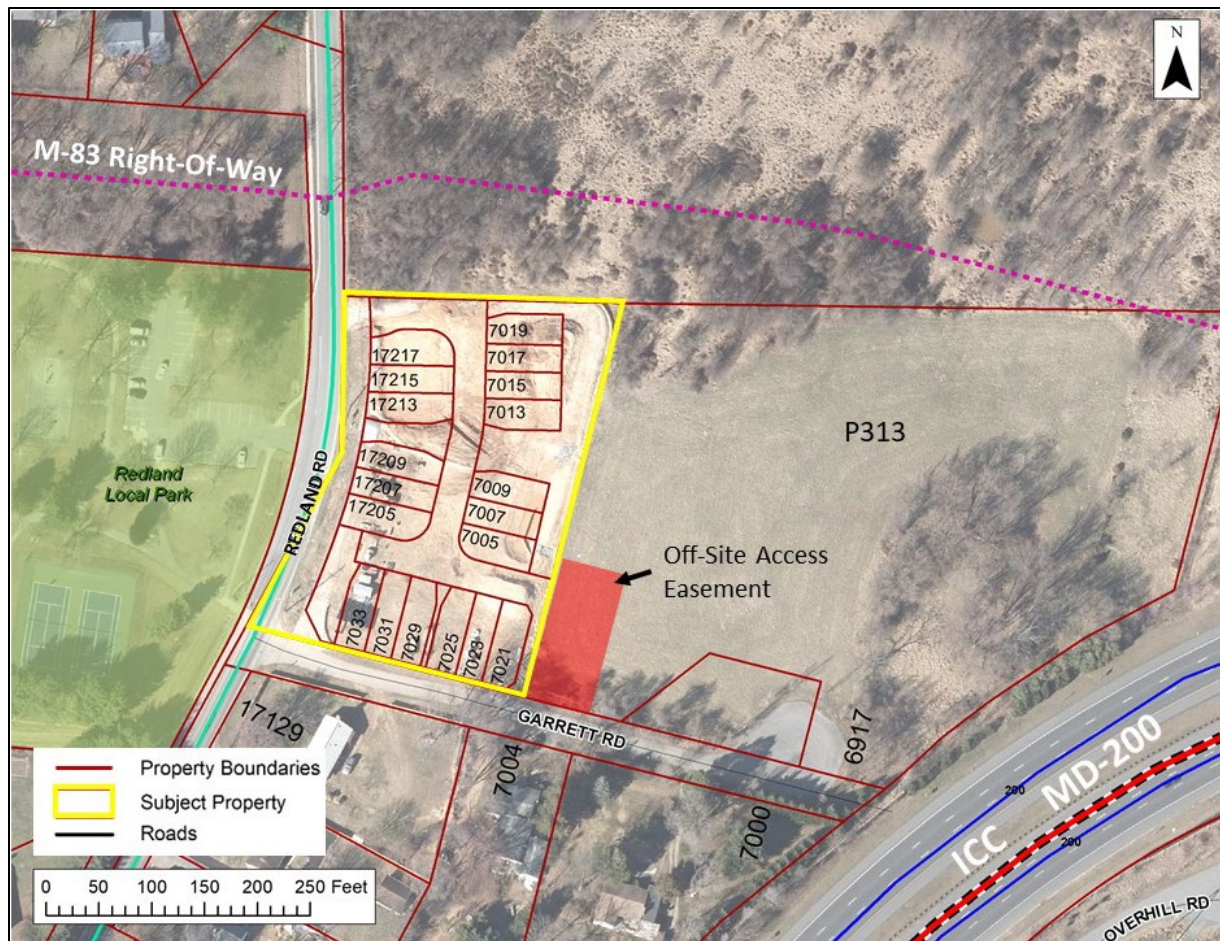 N
M-83 Right-Of-Way
7019
17217
7017
17215
7015
17213
7013
P313
17209
Redland
Local Park
REDLAND RD
17207
7009
17205
7007
7005
Off-Site Access
Easement
7033
7031
7029
7025
7023
7021
GARRETT RD
17129
7004
6917
7000
MD-200
ICC
200
200
OVERHILL RD
Property Boundaries
Subject Property
Roads
0 50 100 150 200 250 Feet